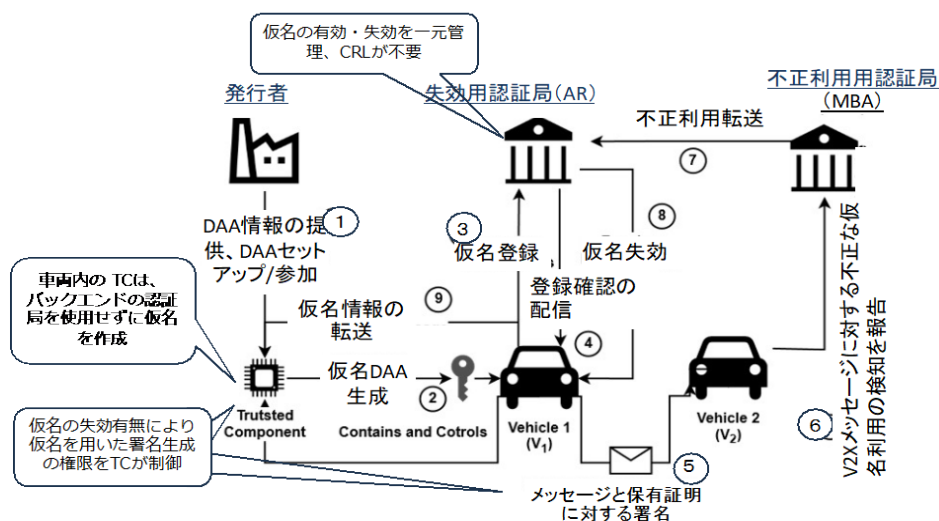 仮名の有効・失効を一元管
理、CRLが不要
発行者
失効用認証局(AR)
不正利用用認証局
(MBA)
不正利用転送
⑦
DAA情報の提
供、DAAセット
アップ/参加
①
③
仮名登録
仮名失効
⑧
登録確認の
配信
④
車両内の TCは、
バックエンドの認証
局を使用せずに仮名
を作成
仮名情報の
転送
⑨
仮名DAA
生成
②
Trutsted
Component
Contains and Cotrols
Vehicle 1
(V1)
Vehicle 2
(V2)
仮名の失効有無により
仮名を用いた署名生成
の権限をTCが制御
⑤
メッセージと保有証明
に対する署名
⑥
V2Xメッセージに対する不正な仮
名利用の検知を報告